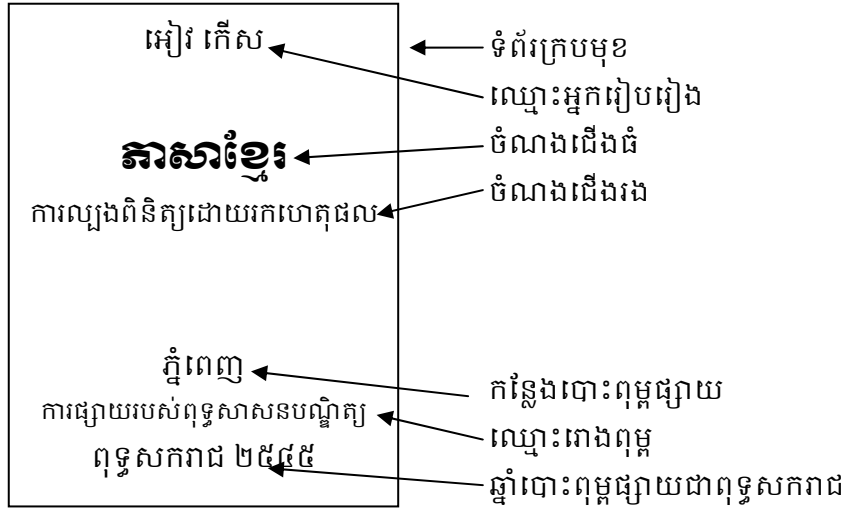 អៀវ កើស
ទំព័រក្របមុខ
ឈ្មោះអ្នករៀបរៀង
ភាសាខ្មែរ
ចំណងជើងធំ
ចំណងជើងរង
ការល្បងពិនិត្យដោយរកហេតុផល
ភ្នំពេញ
កន្លែងបោះពុម្ពផ្សាយ
ការផ្សាយរបស់ពុទ្ធសាសនបណ្ឌិត្យ
ឈ្មោះរោងពុម្ព
ពុទ្ធសករាជ ២៥៤៥
ឆ្នាំបោះពុម្ពផ្សាយជាពុទ្ធសករាជ